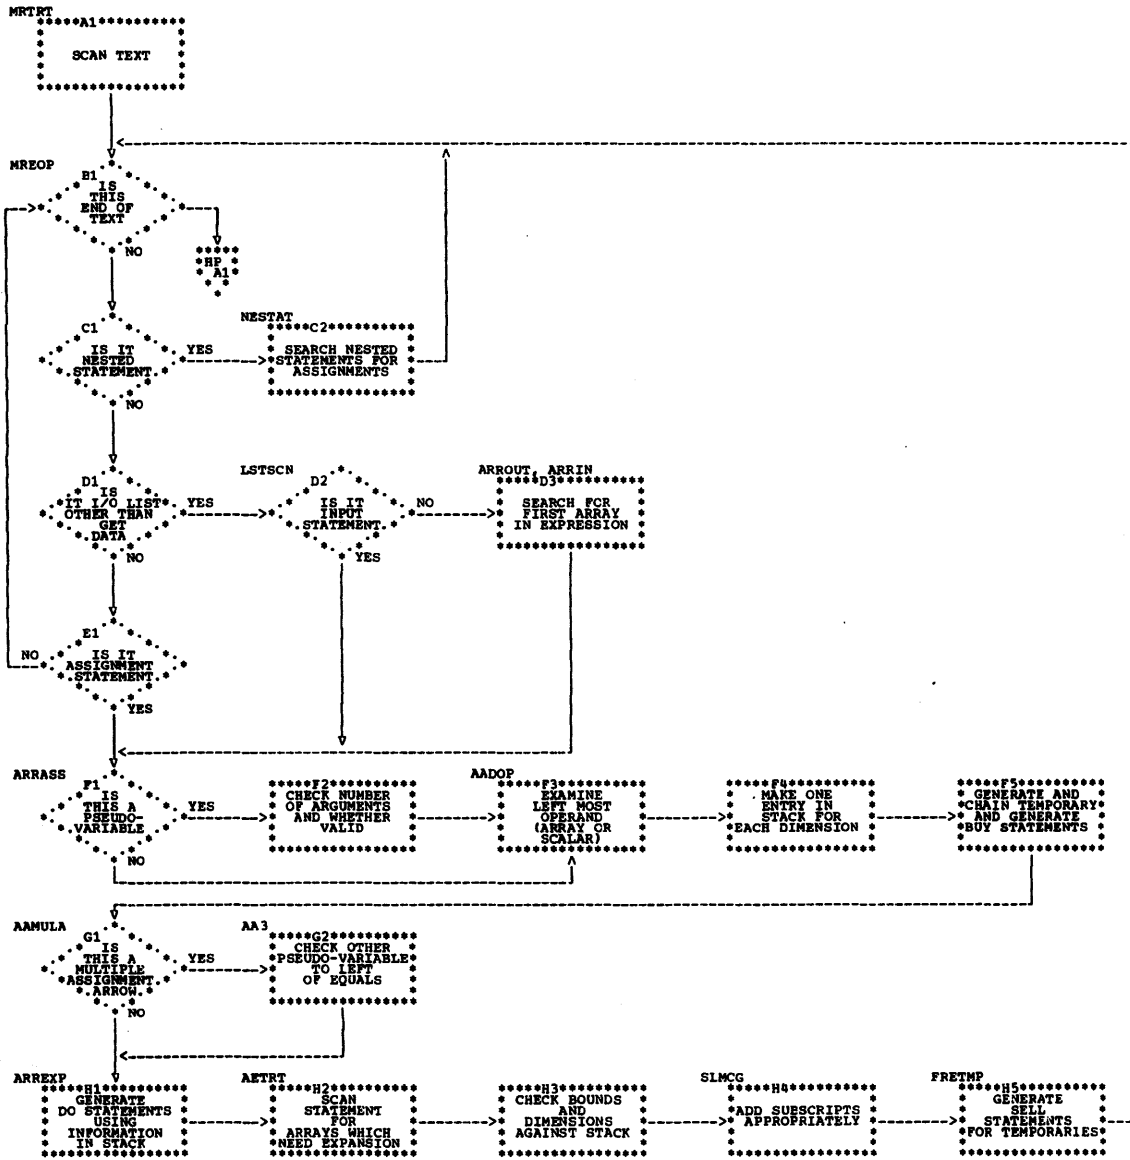 MRTRT
A1
SCAN TEXT
MREOP
B1
IS
THIS
END OF
TEXT
NO
HP
A1
C1
IS IT
NESTED
STATEMENT
YES
NO
NESTAT
C2
SEARCH NESTED
STATEMENTS FOR
ASSIGNMENTS
D1
IS
IT I/O LIST
OTHER THAN
GET
DATA
YES
NO
LSTSCN
D2
IS IT
INPUT
STATEMENT
NO
YES
ARROUT, ARRIN
D3
SEARCH FCR
FIRST ARRAY
IN EXPRESSION
E1
IS IT
ASSIGNMENT
STATEMENT
NO
YES
ARRASS
F1
IS
THIS A
PSEUDO-
VARIABLE
YES
NO
F2
CHECK NUMBER
OF ARGUMENTS
AND WHETHER
VALID
AADOP
F3
EXAMINE
LEFT MOST
OPERAND
(ARRAY OR
SCALAR)
F4
MAKE ONE
ENTRY IN
STACK FOR
EACH DIMENSION
F5
GENERATE AND
CHAIN TEMPORARY
AND GENERATE
BUY STATEMENTS
AAMULA
G1
IS
THIS A
MULTIPLE
ASSIGNMENT
ARROW
YES
NO
AA3
G2
CHECK OTHER
PSEUDO-VARIABLE
TO LEFT
OF EQUALS
ARREXP
H1
GENERATE
DO STATEMENTS
USING
INFORMATION
IN STACK
AETRT
H2
SCAN
STATEMENT
FOR
ARRAYS WHICH
NEED EXPANSION
H3
CHECK BOUNDS
AND
DIMENSIONS
AGAINST STACK
SLMCG
H4
ADD SUBSCRIPTS
APPROPRIATELY
FRETMP
H5
GENERATE
SELL
STATEMENTS
FOR TEMPORARIES